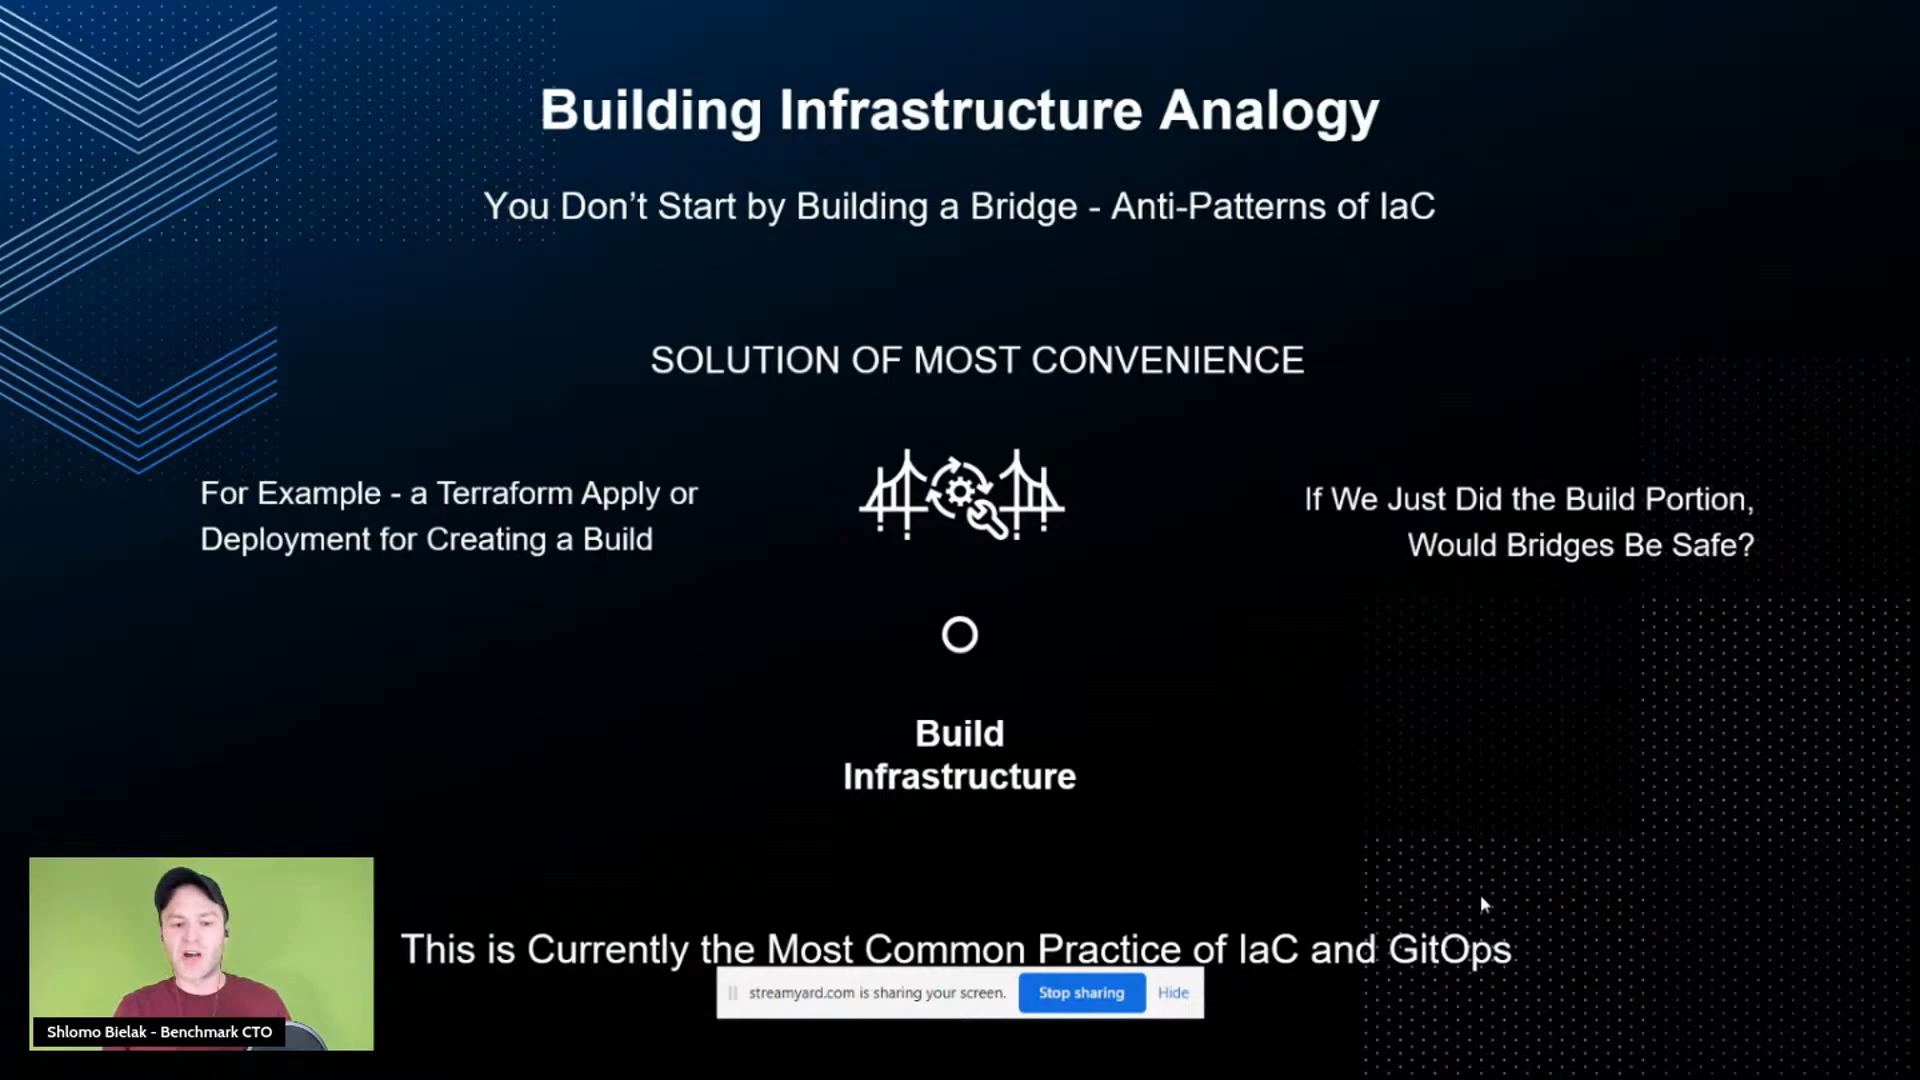 Building Infrastructure Analogy
You Don’t Start by Building a Bridge - Anti-Patterns of IaC
SOLUTION OF MOST CONVENIENCE
For Example - a Terraform Apply or
Deployment for Creating a Build
If We Just Did the Build Portion,
Would Bridges Be Safe?
Build
Infrastructure
This is Currently the Most Common Practice of IaC and GitOps
streamyard.com is sharing your screen. Stop sharing Hide
Shlomo Bielak - Benchmark CTO